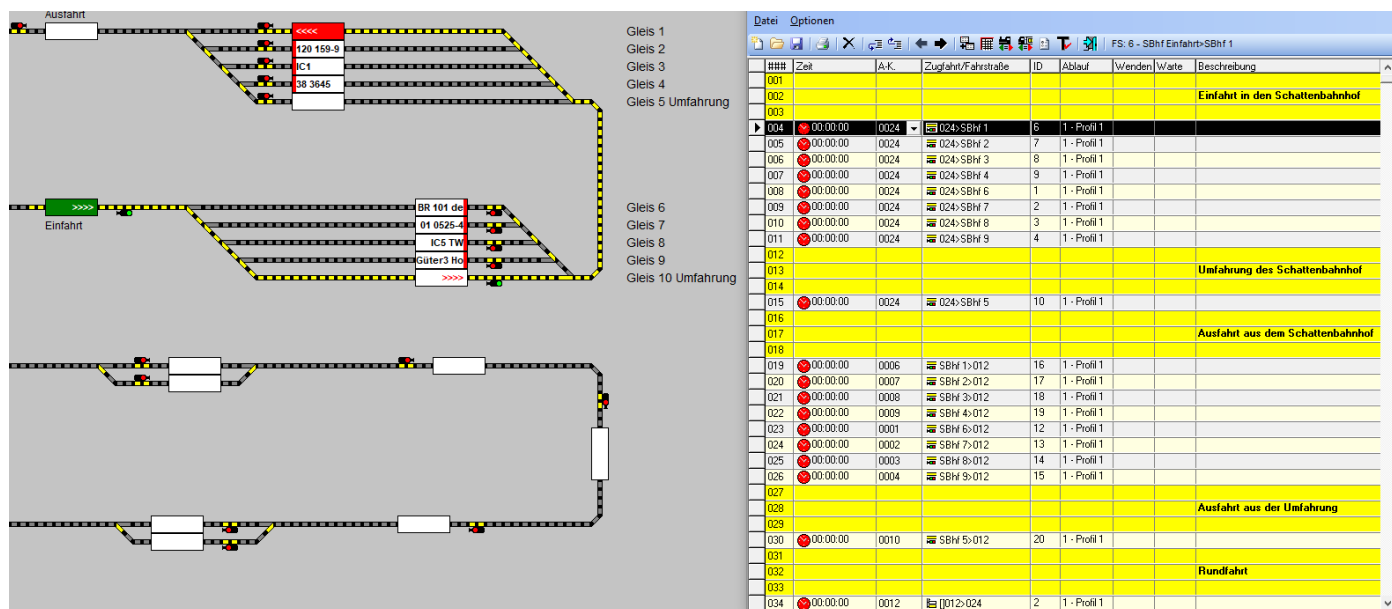 Ausfahrt
<<<< Gleis 1
120 159-9 Gleis 2
IC1 Gleis 3
38 3645 Gleis 4
Gleis 5 Umfahrung
>>>> BR 101 de Gleis 6
Einfahrt 01 0525-4 Gleis 7
IC5 TW Gleis 8
Güter3 Ho Gleis 9
>>>> Gleis 10 Umfahrung
Datei Optionen
FS: 6 - SBhf Einfahrt>SBhf 1
### Zeit A-K. Zugfahrt/Fahrstraße ID Ablauf Wenden Warte Beschreibung
001
002 Einfahrt in den Schattenbahnhof
003
004 00:00:00 0024 024>SBhf 1 6 1 - Profil 1
005 00:00:00 0024 024>SBhf 2 7 1 - Profil 1
006 00:00:00 0024 024>SBhf 3 8 1 - Profil 1
007 00:00:00 0024 024>SBhf 4 9 1 - Profil 1
008 00:00:00 0024 024>SBhf 6 1 1 - Profil 1
009 00:00:00 0024 024>SBhf 7 2 1 - Profil 1
010 00:00:00 0024 024>SBhf 8 3 1 - Profil 1
011 00:00:00 0024 024>SBhf 9 4 1 - Profil 1
012
013 Umfahrung des Schattenbahnhof
014
015 00:00:00 0024 024>SBhf 5 10 1 - Profil 1
016
017 Ausfahrt aus dem Schattenbahnhof
018
019 00:00:00 0006 SBhf 1>012 16 1 - Profil 1
020 00:00:00 0007 SBhf 2>012 17 1 - Profil 1
021 00:00:00 0008 SBhf 3>012 18 1 - Profil 1
022 00:00:00 0009 SBhf 4>012 19 1 - Profil 1
023 00:00:00 0001 SBhf 6>012 12 1 - Profil 1
024 00:00:00 0002 SBhf 7>012 13 1 - Profil 1
025 00:00:00 0003 SBhf 8>012 14 1 - Profil 1
026 00:00:00 0004 SBhf 9>012 15 1 - Profil 1
027
028 Ausfahrt aus der Umfahrung
029
030 00:00:00 0010 SBhf 5>012 20 1 - Profil 1
031
032 Rundfahrt
033
034 00:00:00 0012 []012>024 2 1 - Profil 1